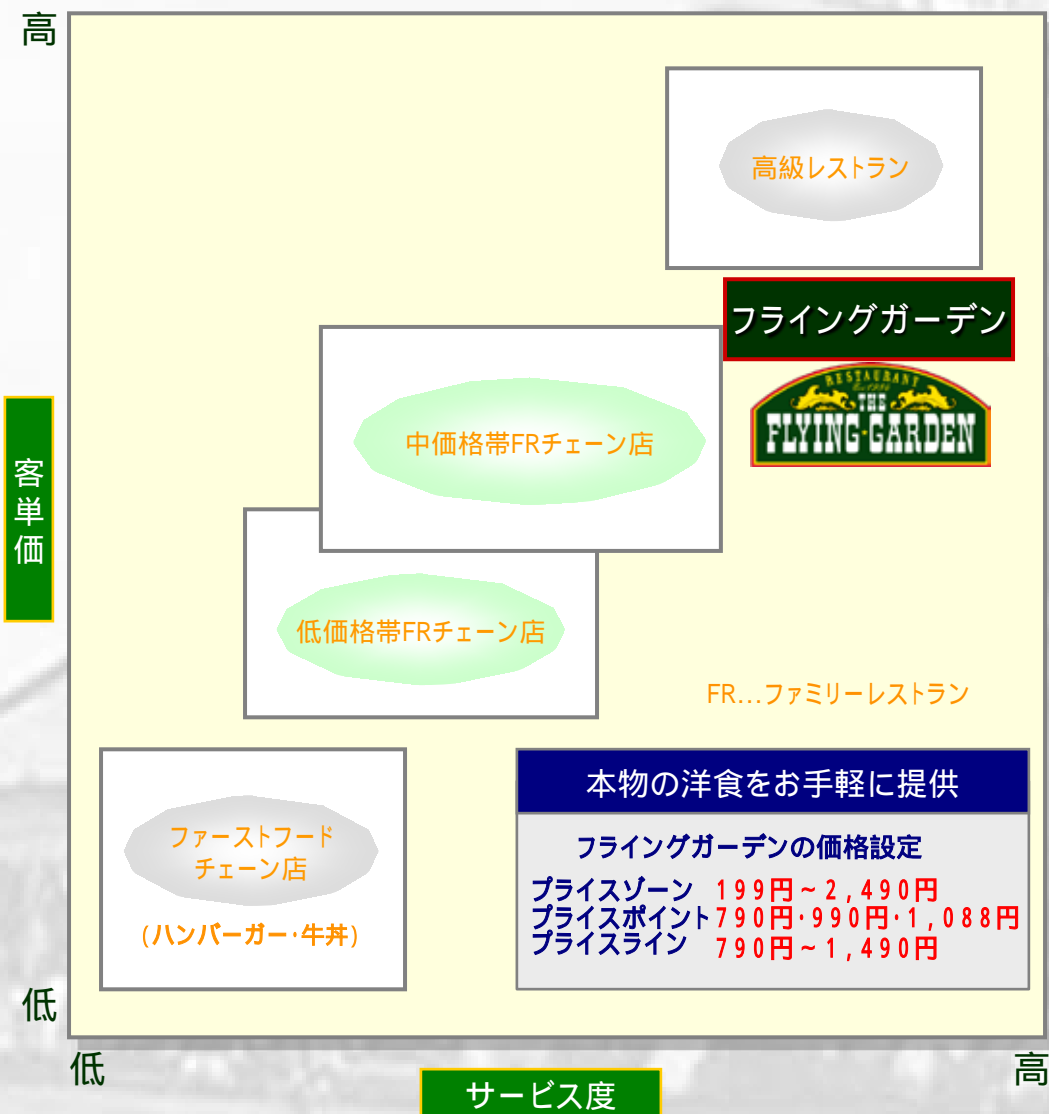 高
高級レストラン
フライングガーデン
RESTAURANT
THE
FLYING GARDEN
中価格帯FRチェーン店
客単価
低価格帯FRチェーン店
FR…ファミリーレストラン
本物の洋食をお手軽に提供
フライングガーデンの価格設定
プライスゾーン 199円~2,490円
プライスポイント 790円・990円・1,088円
プライスライン 790円~1,490円
ファーストフード
チェーン店
(ハンバーガー・牛丼)
低
低
高
サービス度